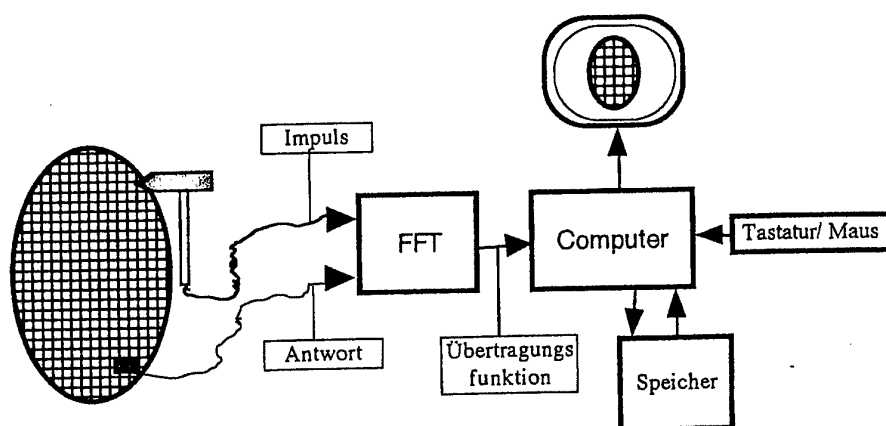 Impuls
FFT
Computer
Tastatur/ Maus
Antwort
Übertragungs
funktion
Speicher